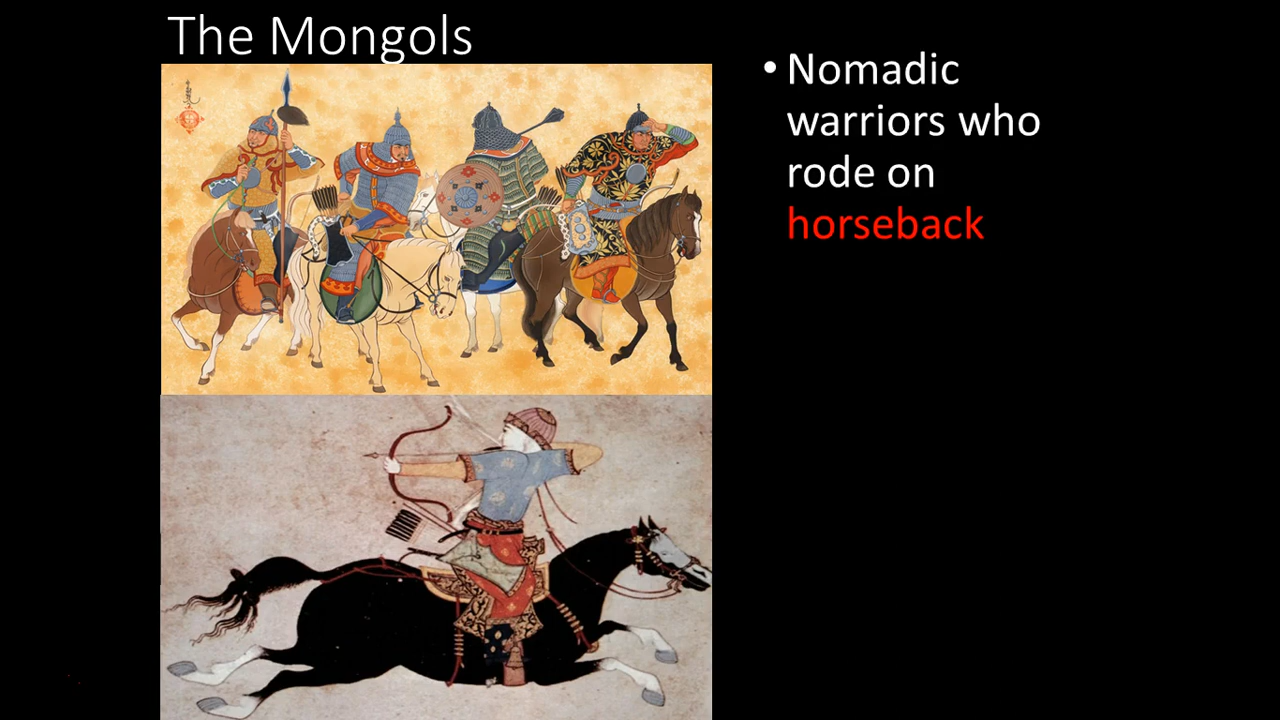 The Mongols
• Nomadic
warriors who
rode on
horseback